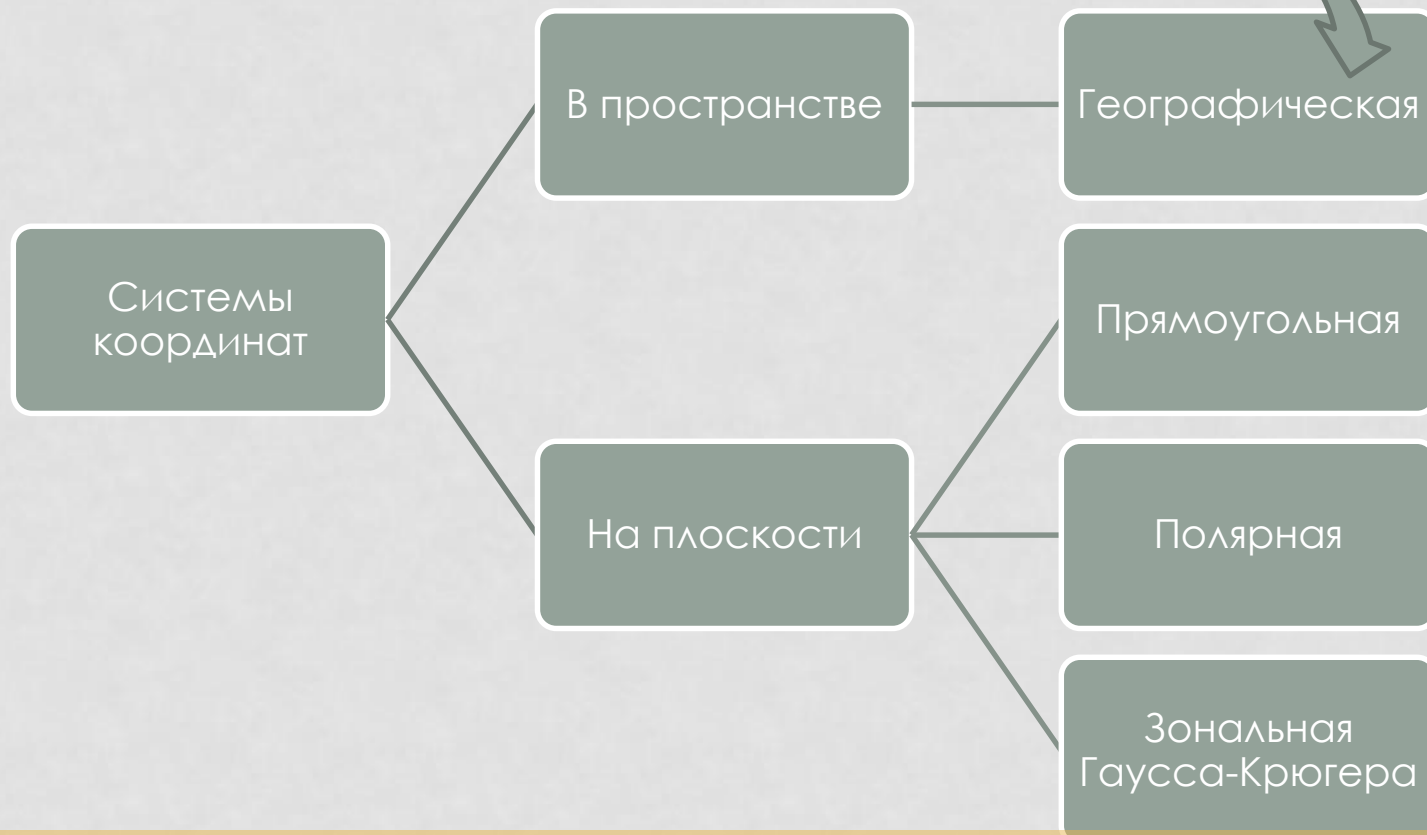 В пространстве
Географическая
Системы
координат
Прямоугольная
На плоскости
Полярная
Зональная
Гаусса-Крюгера